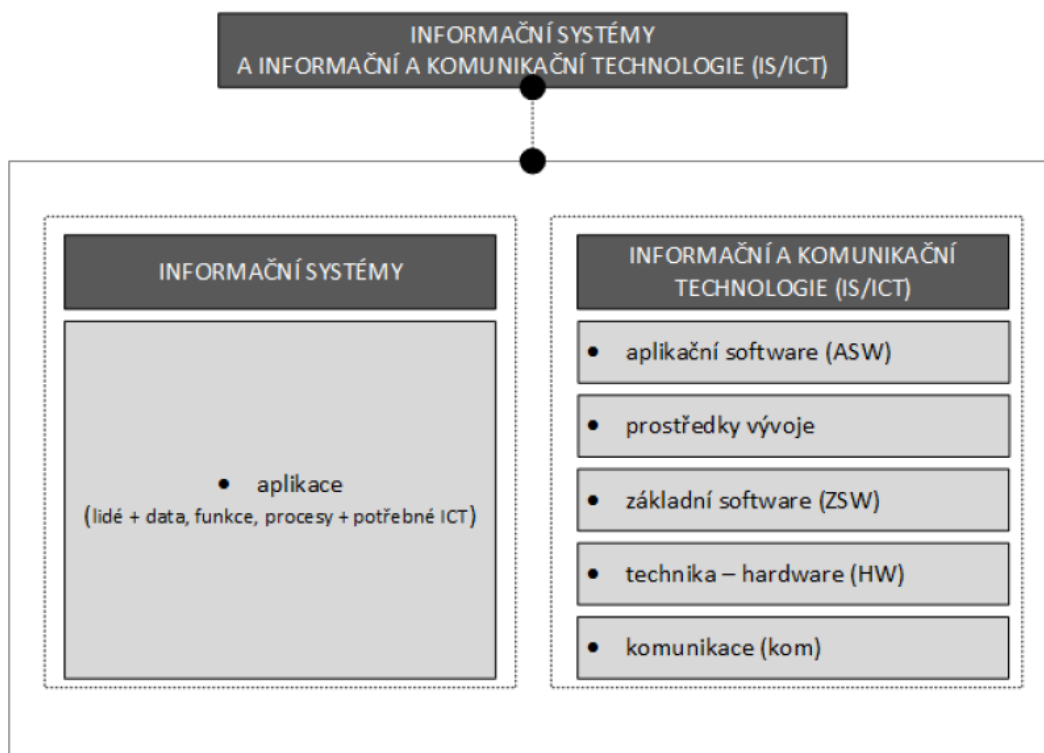 INFORMAČNÍ SYSTÉMY
A INFORMAČNÍ A KOMUNIKAČNÍ TECHNOLOGIE (IS/ICT)
INFORMAČNÍ SYSTÉMY
• aplikace
(lidé + data, funkce, procesy + potřebné ICT)
INFORMAČNÍ A KOMUNIKAČNÍ
TECHNOLOGIE (IS/ICT)
• aplikační software (ASW)
• prostředky vývoje
• základní software (ZSW)
• technika – hardware (HW)
• komunikace (kom)